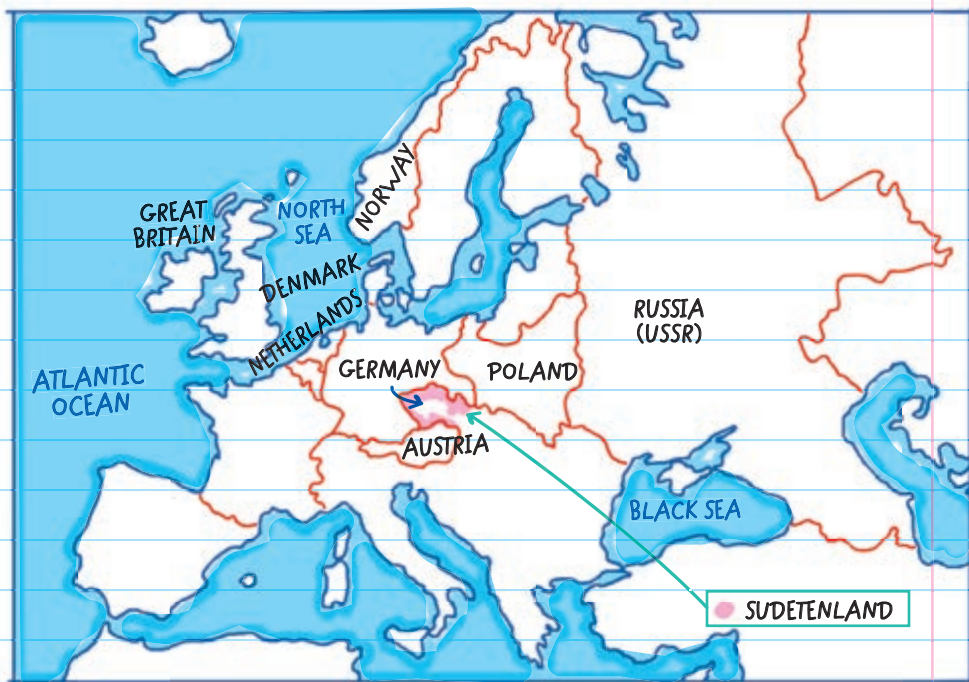 NORWAY
GREAT
BRITAIN
NORTH
SEA
DENMARK
NETHERLANDS
RUSSIA
(USSR)
GERMANY
POLAND
ATLANTIC
OCEAN
AUSTRIA
BLACK SEA
SUDETENLAND